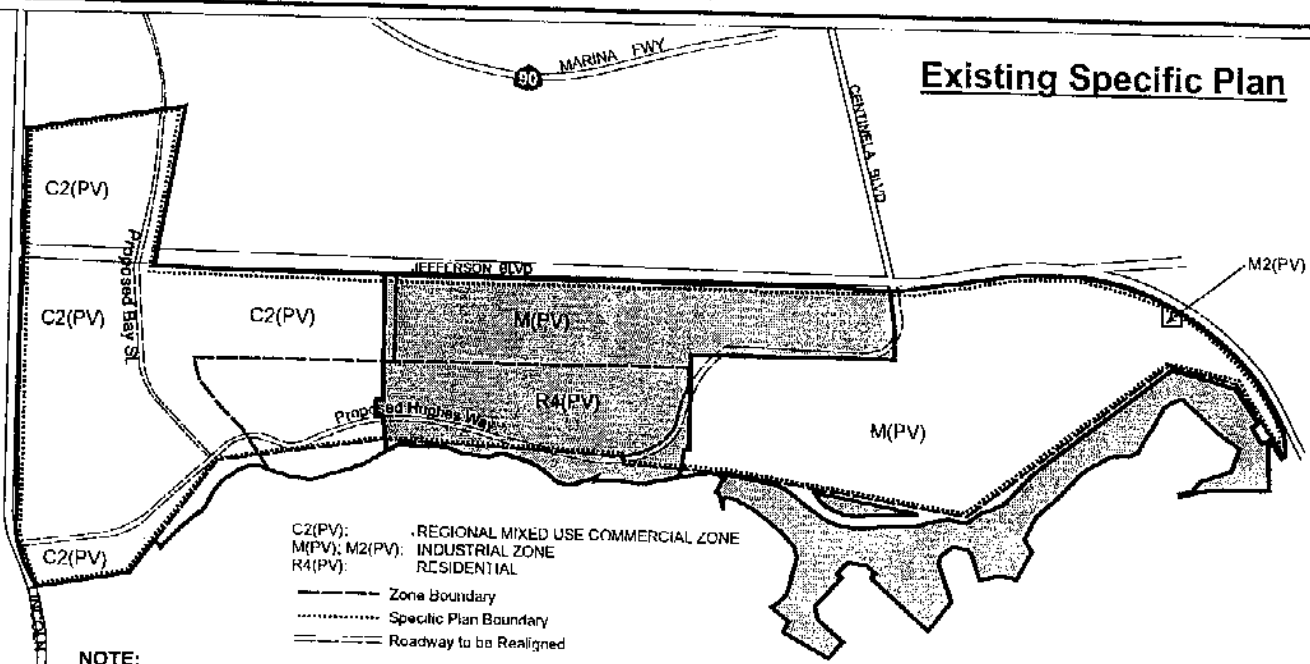 Existing Specific Plan
90
MARINA FWY
CENTINELA BLVD
C2(PV)
Proposed Bay St.
JEFFERSON BLVD
M2(PV)
C2(PV)
C2(PV)
M(PV)
R4(PV)
Proposed Hughes Way
M(PV)
C2(PV)
LINCOLN
C2(PV): REGIONAL MIXED USE COMMERCIAL ZONE
M(PV); M2(PV): INDUSTRIAL ZONE
R4(PV): RESIDENTIAL
Zone Boundary
Specific Plan Boundary
Roadway to be Realigned
NOTE: